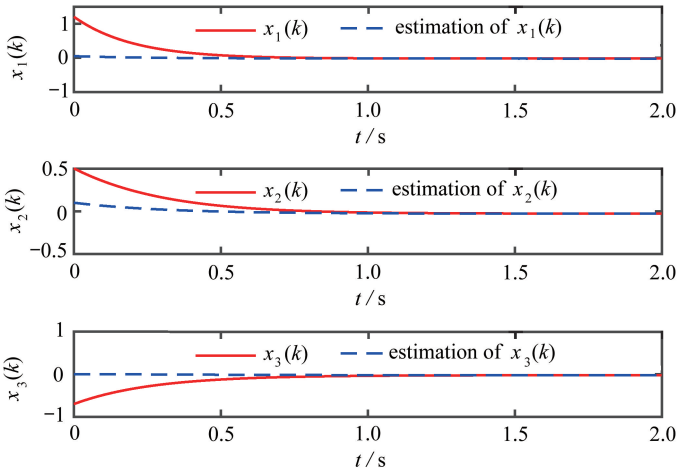 1
x₁(k)
estimation of x₁(k)
x₁(k)
0
−1
0 0.5 1.0 1.5 2.0
t / s
0.5
x₂(k)
estimation of x₂(k)
x₂(k)
0
−0.5
0 0.5 1.0 1.5 2.0
t / s
1
x₃(k)
estimation of x₃(k)
x₃(k)
0
−1
0 0.5 1.0 1.5 2.0
t / s